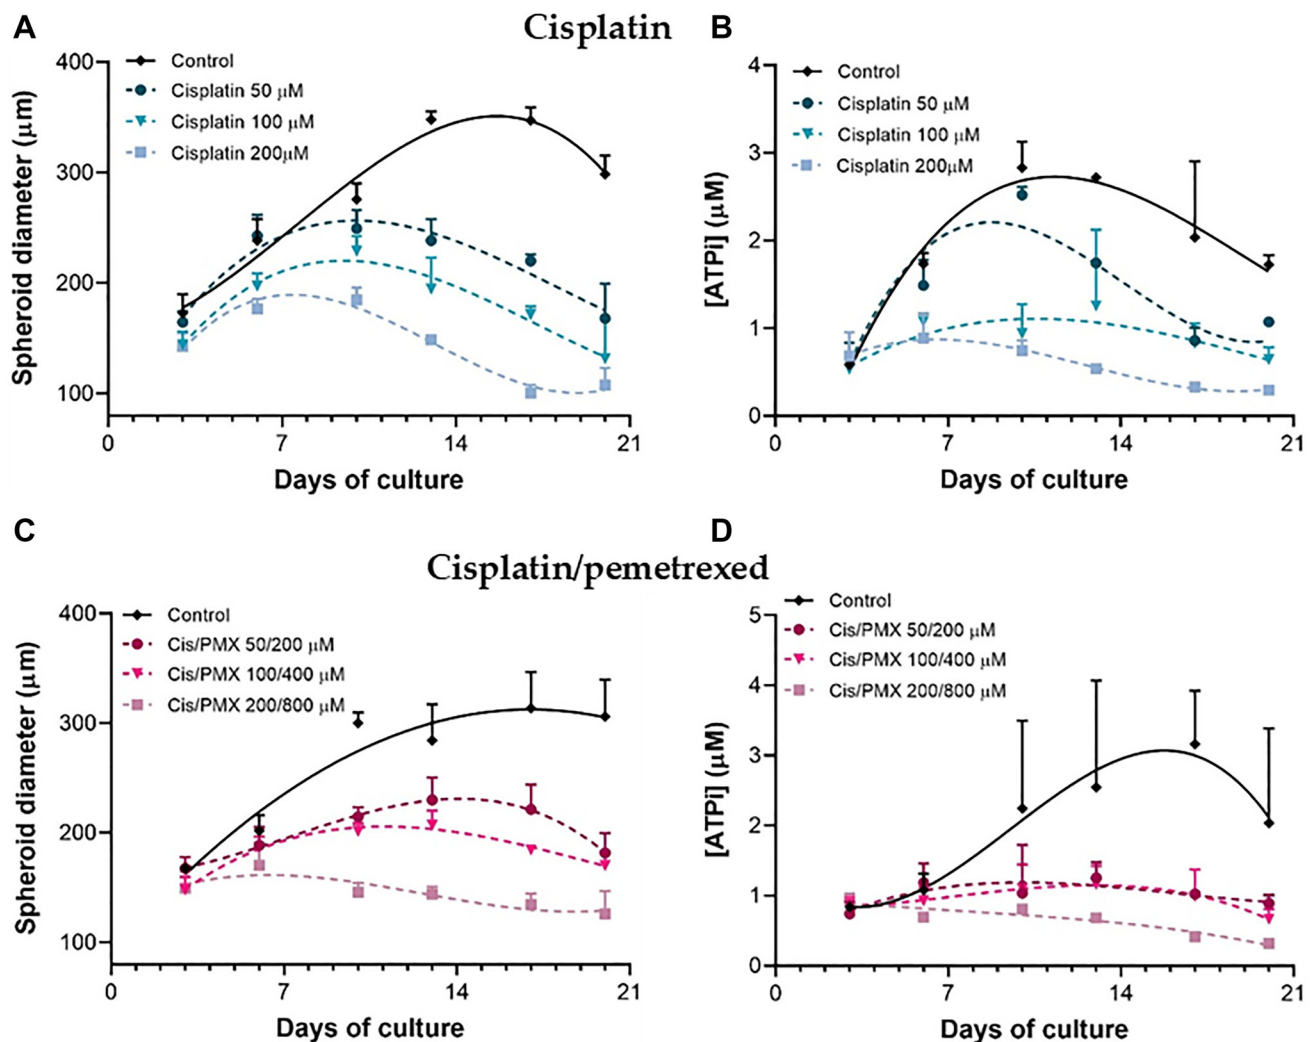 A
Cisplatin
B
Control
Cisplatin 50 μM
Cisplatin 100 μM
Cisplatin 200μM
Spheroid diameter (μm)
400
300
200
100
0
7
14
21
Days of culture
Control
Cisplatin 50 μM
Cisplatin 100 μM
Cisplatin 200μM
[ATPi] (μM)
4
3
2
1
0
0
7
14
21
Days of culture
C
D
Cisplatin/pemetrexed
Control
Cis/PMX 50/200 μM
Cis/PMX 100/400 μM
Cis/PMX 200/800 μM
Spheroid diameter (μm)
400
300
200
100
0
7
14
21
Days of culture
Control
Cis/PMX 50/200 μM
Cis/PMX 100/400 μM
Cis/PMX 200/800 μM
[ATPi] (μM)
5
4
3
2
1
0
0
7
14
21
Days of culture